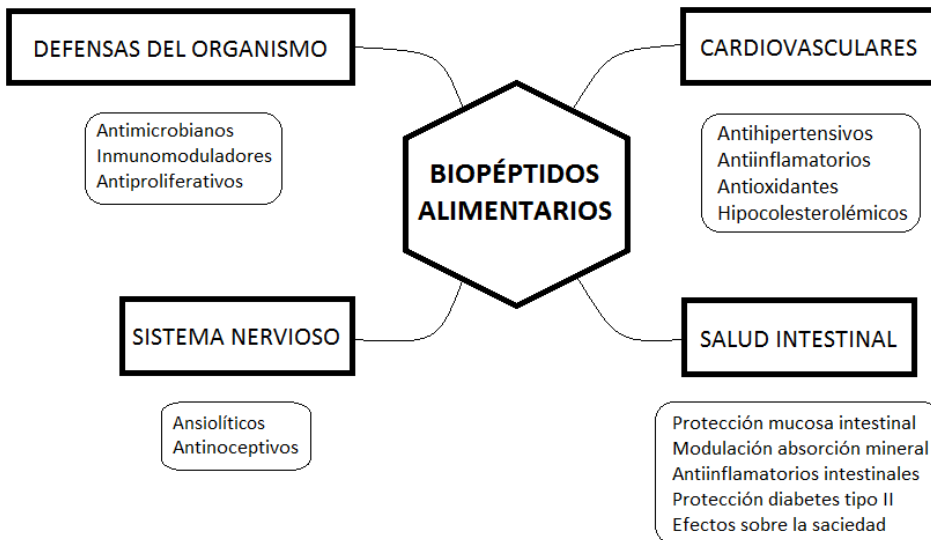 DEFENSAS DEL ORGANISMO
Antimicrobianos
Inmunomoduladores
Antiproliferativos
CARDIOVASCULARES
Antihipertensivos
Antiinflamatorios
Antioxidantes
Hipocolesterolémicos
BIOPÉPTIDOS
ALIMENTARIOS
SISTEMA NERVIOSO
Ansiolíticos
Antinoceptivos
SALUD INTESTINAL
Protección mucosa intestinal
Modulación absorción mineral
Antiinflamatorios intestinales
Protección diabetes tipo II
Efectos sobre la saciedad